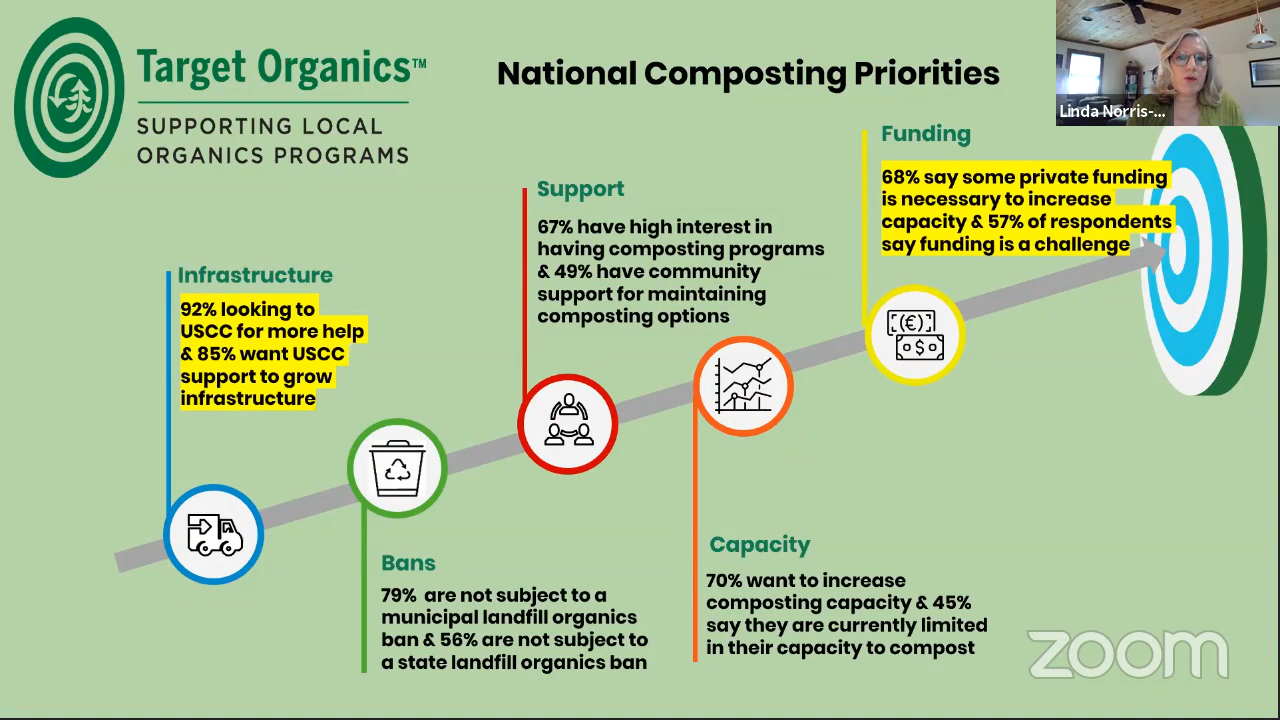 Target Organics™
SUPPORTING LOCAL
ORGANICS PROGRAMS
National Composting Priorities
Linda Norris-...
Infrastructure
92% looking to
USCC for more help
& 85% want USCC
support to grow
infrastructure
Bans
79% are not subject to a
municipal landfill organics
ban & 56% are not subject to
a state landfill organics ban
Support
67% have high interest in
having composting programs
& 49% have community
support for maintaining
composting options
Capacity
70% want to increase
composting capacity & 45%
say they are currently limited
in their capacity to compost
Funding
68% say some private funding
is necessary to increase
capacity & 57% of respondents
say funding is a challenge
(€)
$
zoom